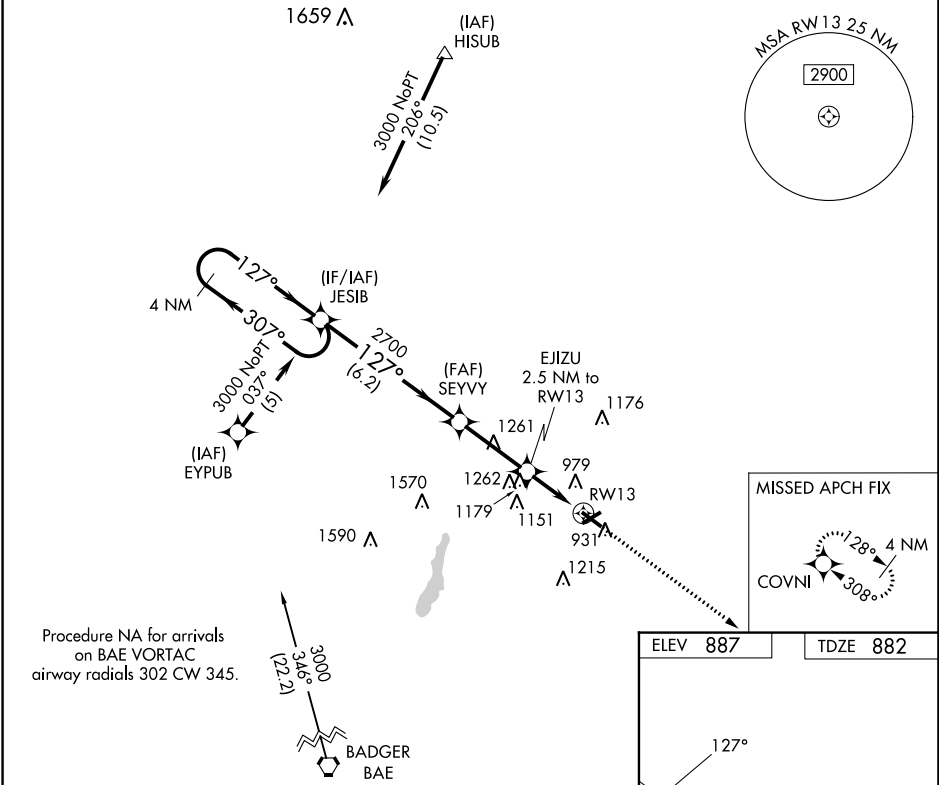 1659
(IAF)
HISUB
3000 NoPT
206°
(10.5)
MSA RW13 25 NM
2900
127°
4 NM
307°
(IF/IAF)
JESIB
3000 NoPT
037°
(5)
(IAF)
EYPUB
2700
127°
(6.2)
(FAF)
SEYVY
EJIZU
2.5 NM to
RW13
1176
1261
1262
979
1570
1179
1151
RW13
1590
931
1215
MISSED APCH FIX
128°
4 NM
COVNI
308°
Procedure NA for arrivals
on BAE VORTAC
airway radials 302 CW 345.
3000
346°
(22.2)
BADGER
BAE
ELEV 887
TDZE 882
127°